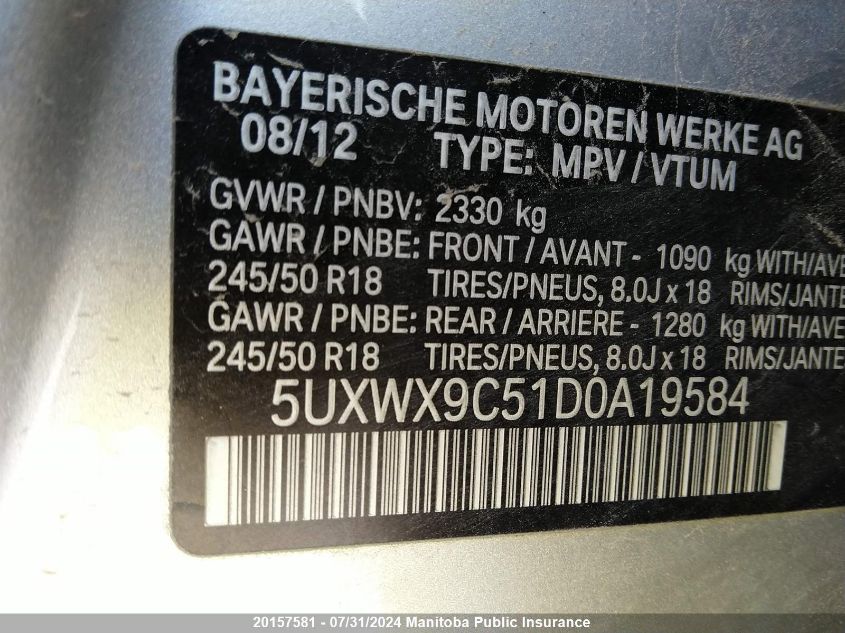 BAYERISCHE MOTOREN WERKE AG
08/12 TYPE: MPV / VTUM
GVWR / PNBV: 2330 kg
GAWR / PNBE: FRONT / AVANT - 1090 kg WITH/AVE
245/50 R18 TIRES/PNEUS, 8.0J x 18 RIMS/JANTE
GAWR / PNBE: REAR / ARRIERE - 1280 kg WITH/AVE
245/50 R18 TIRES/PNEUS, 8.0J x 18 RIMS/JANTE
5UXWX9C51D0A19584
20157581 - 07/31/2024 Manitoba Public Insurance